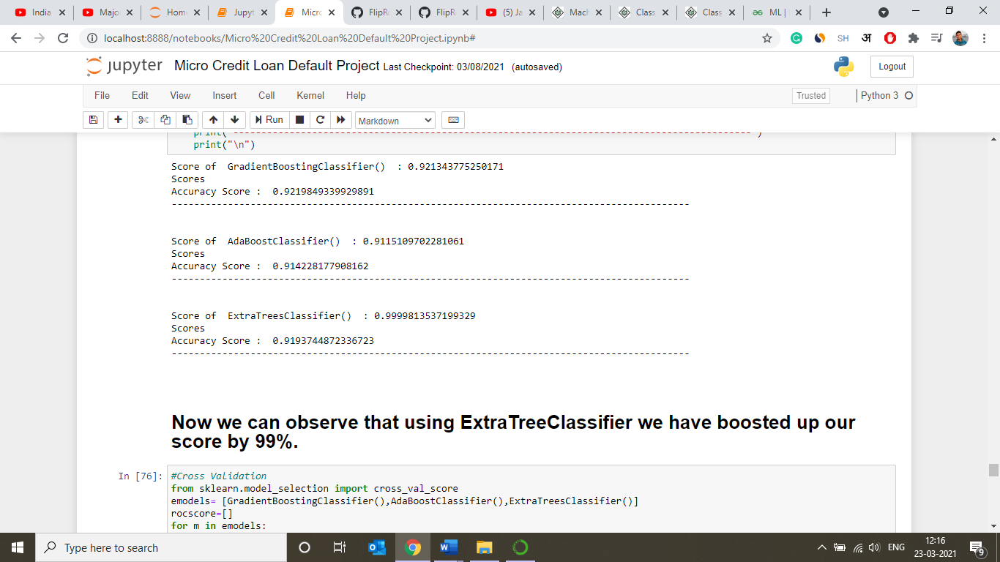 India
Majo
Home
Jupyt
Micro
FlipRo
FlipRo
(5) Ja
Mach
Class
Class
ML |
localhost:8888/notebooks/Micro%20Credit%20Loan%20Default%20Project.ipynb#
SH
अ
jupyter Micro Credit Loan Default Project Last Checkpoint: 03/08/2021 (autosaved)
Logout
File Edit View Insert Cell Kernel Help
Trusted
Python 3
Run
Markdown
print("---------------------------------------------------------------------------------------------")
print("\n")
Score of  GradientBoostingClassifier()  : 0.921343775250171
Scores
Accuracy Score :  0.9219849339929891
--------------------------------------------------------------------------------------------
Score of  AdaBoostClassifier()  : 0.9115109702281061
Scores
Accuracy Score :  0.914228177908162
--------------------------------------------------------------------------------------------
Score of  ExtraTreesClassifier()  : 0.9999813537199329
Scores
Accuracy Score :  0.9193744872336723
--------------------------------------------------------------------------------------------
Now we can observe that using ExtraTreeClassifier we have boosted up our
score by 99%.
In [76]:
#Cross Validation
from sklearn.model_selection import cross_val_score
emodels= [GradientBoostingClassifier(),AdaBoostClassifier(),ExtraTreesClassifier()]
rocscore=[]
for m in emodels:
Type here to search
ENG
12:16
23-03-2021
9